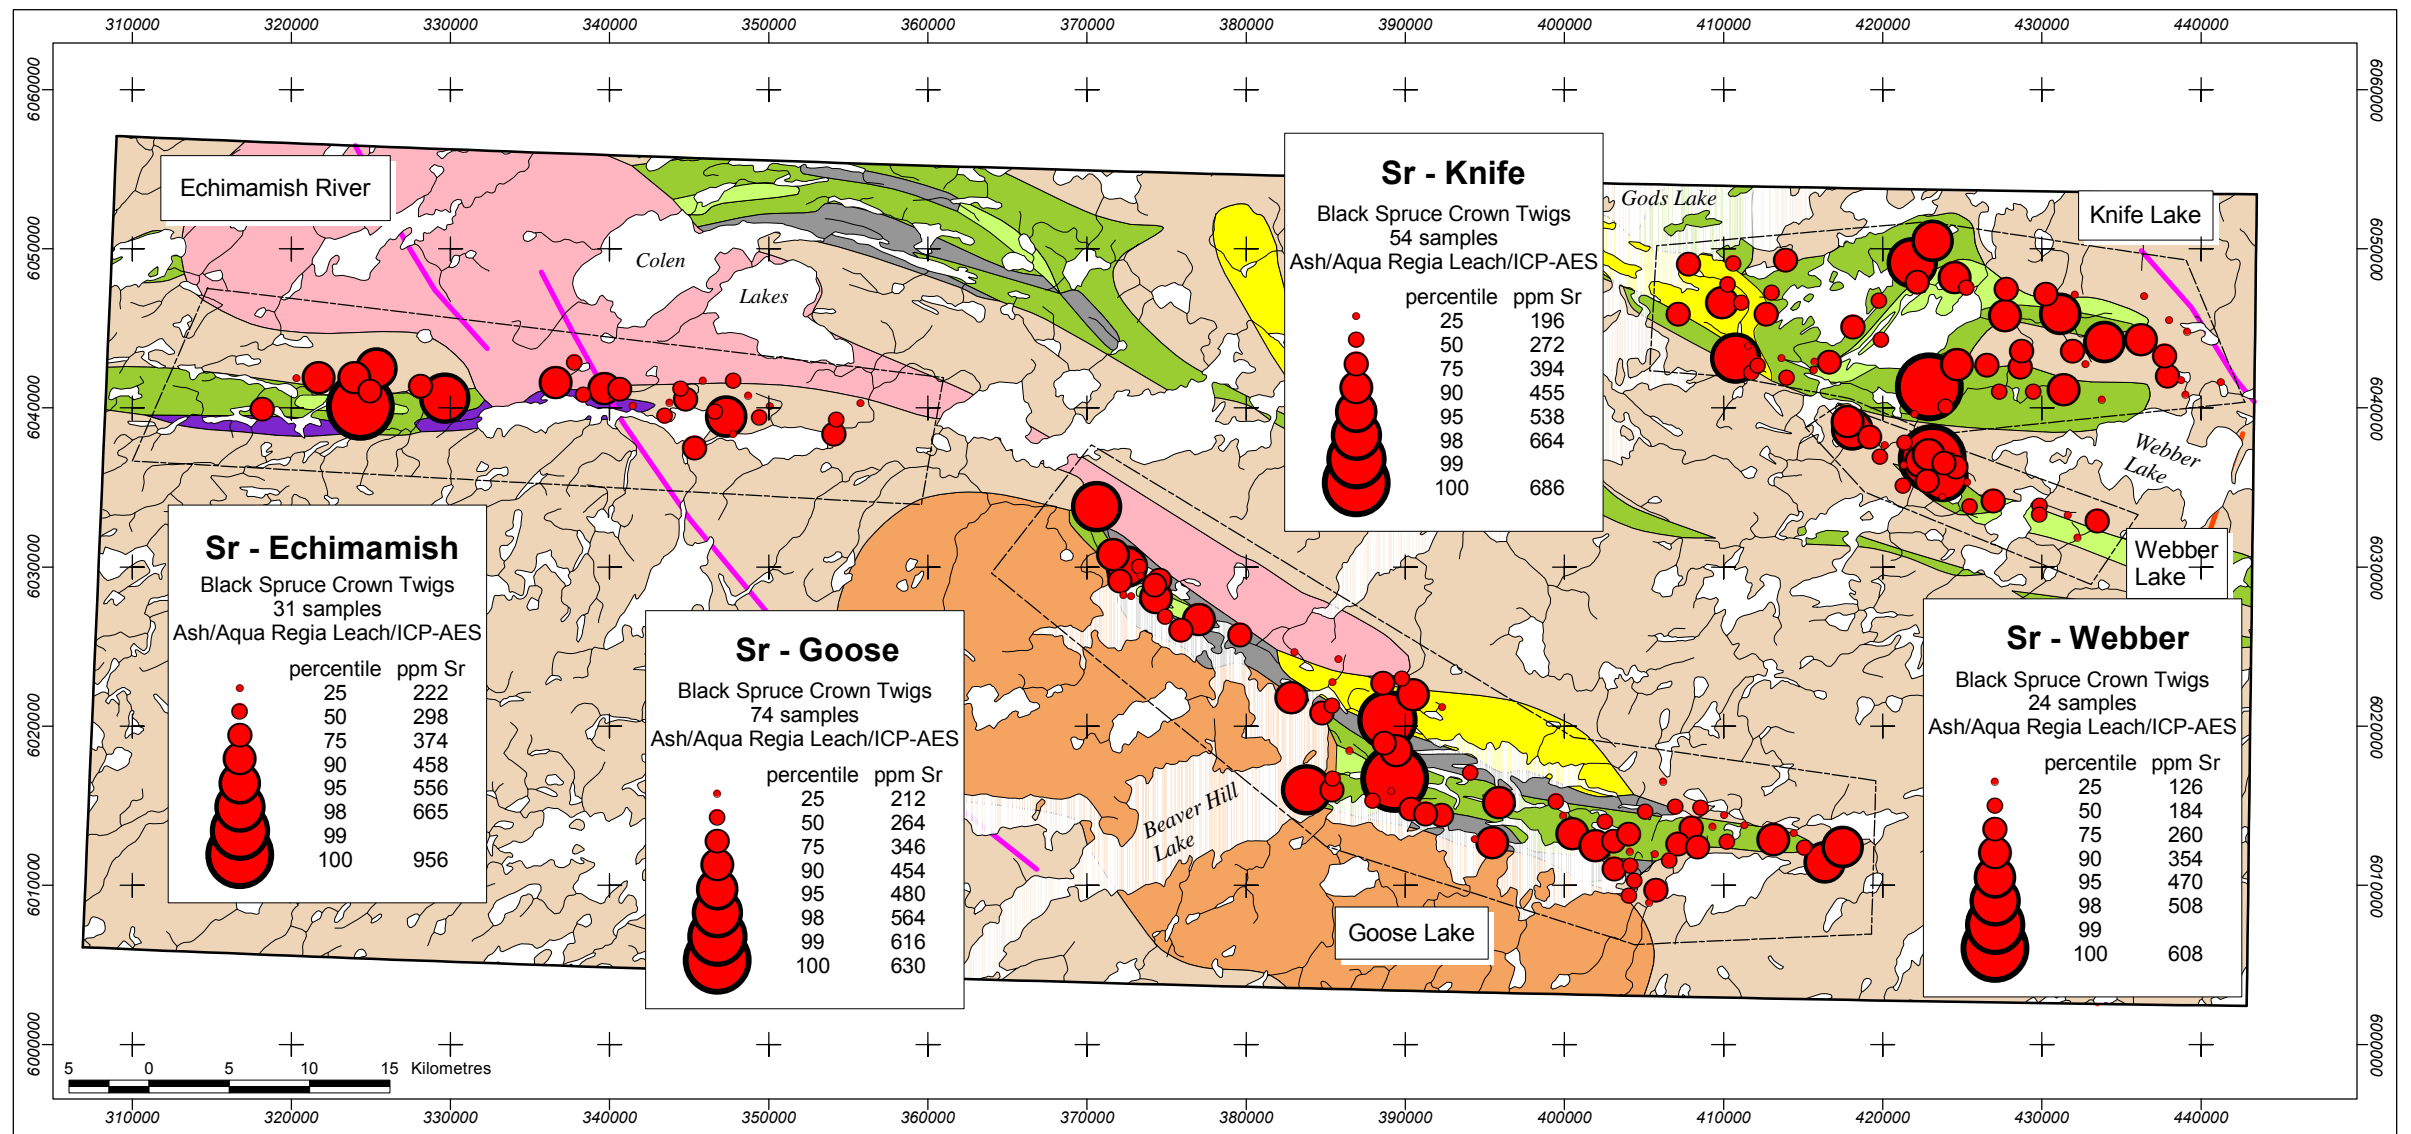 310000 320000 330000 340000 350000 360000 370000 380000 390000 400000 410000 420000 430000 440000
6060000
6050000
6040000
6030000
6020000
6010000
6000000
6060000
6050000
6040000
6030000
6020000
6010000
6000000
Echimamish River
Colen
Lakes
Gods Lake
Knife Lake
Webber
Lake
Webber
Lake
Beaver Hill
Lake
Goose Lake
Sr - Knife
Black Spruce Crown Twigs
54 samples
Ash/Aqua Regia Leach/ICP-AES
percentile ppm Sr
25 196
50 272
75 394
90 455
95 538
98 664
99
100 686
Sr - Echimamish
Black Spruce Crown Twigs
31 samples
Ash/Aqua Regia Leach/ICP-AES
percentile ppm Sr
25 222
50 298
75 374
90 458
95 556
98 665
99
100 956
Sr - Goose
Black Spruce Crown Twigs
74 samples
Ash/Aqua Regia Leach/ICP-AES
percentile ppm Sr
25 212
50 264
75 346
90 454
95 480
98 564
99 616
100 630
Sr - Webber
Black Spruce Crown Twigs
24 samples
Ash/Aqua Regia Leach/ICP-AES
percentile ppm Sr
25 126
50 184
75 260
90 354
95 470
98 508
99
100 608
5 0 5 10 15 Kilometres
310000 320000 330000 340000 350000 360000 370000 380000 390000 400000 410000 420000 430000 440000